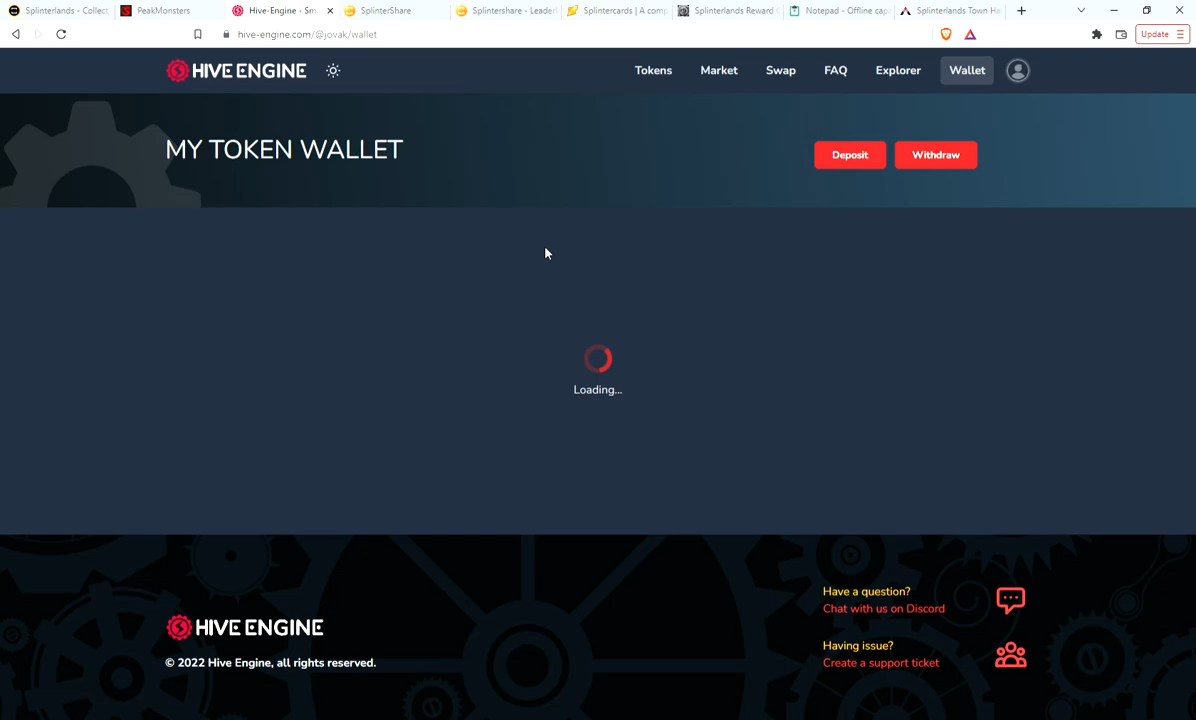 Splinterlands - Collect
PeakMonsters
Hive-Engine - Sm
SplinterShare
Splintershare - Leader
Splintercards | A comp
Splinterlands Reward C
Notepad - Offline cap
Splinterlands Town Ha
hive-engine.com/@jovak/wallet
Update
HIVE ENGINE
Tokens
Market
Swap
FAQ
Explorer
Wallet
MY TOKEN WALLET
Deposit
Withdraw
Loading...
HIVE ENGINE
© 2022 Hive Engine, all rights reserved.
Have a question?
Chat with us on Discord
Having issue?
Create a support ticket